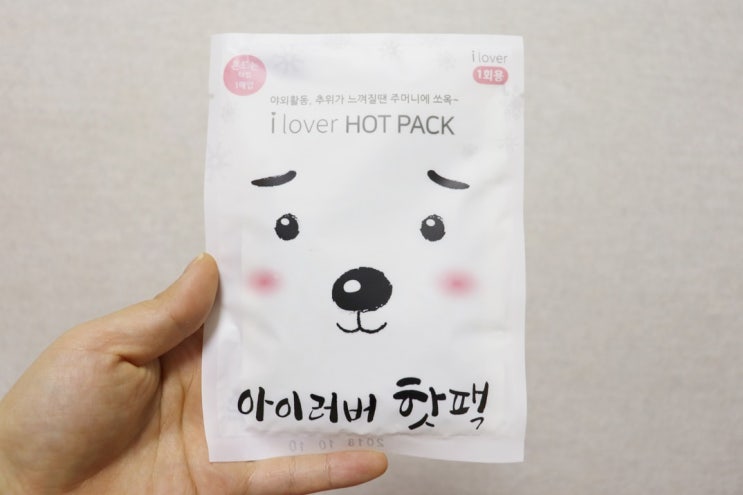 i lover
1회용
야외활동, 추위가 느껴질땐 주머니에 쏘옥~
i lover HOT PACK
아이러버 핫팩
2018 10 10